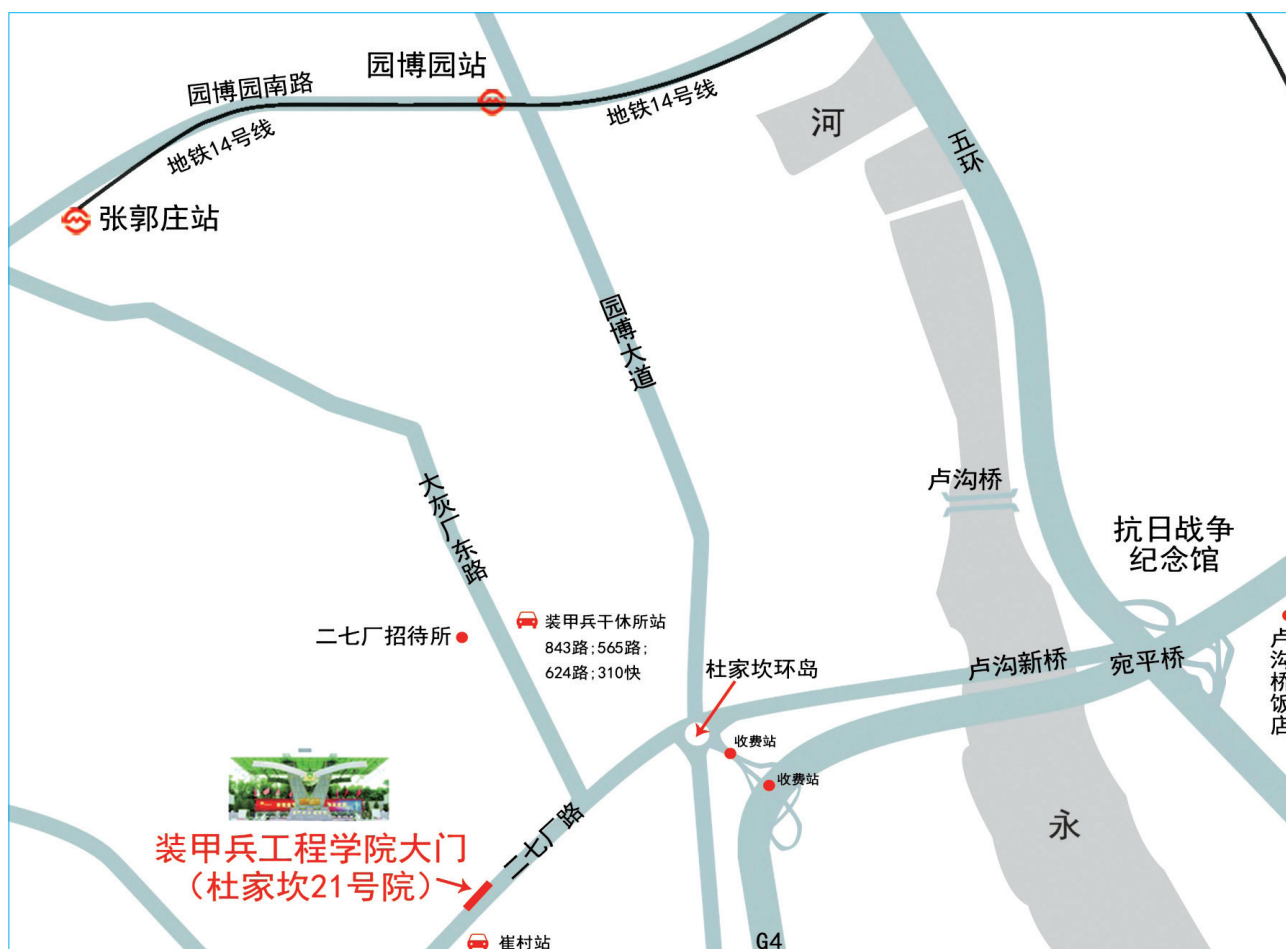 园博园站
园博园南路
地铁14号线
地铁14号线
河
五环
张郭庄站
园博大道
卢沟桥
大灰厂东路
抗日战争
纪念馆
装甲兵干休所站
843路;565路;
624路;310快
二七厂招待所
杜家坎环岛
卢沟新桥
宛平桥
卢沟桥饭店
收费站
收费站
二七厂路
永
装甲兵工程学院大门
（杜家坎21号院）
崔村站
G4